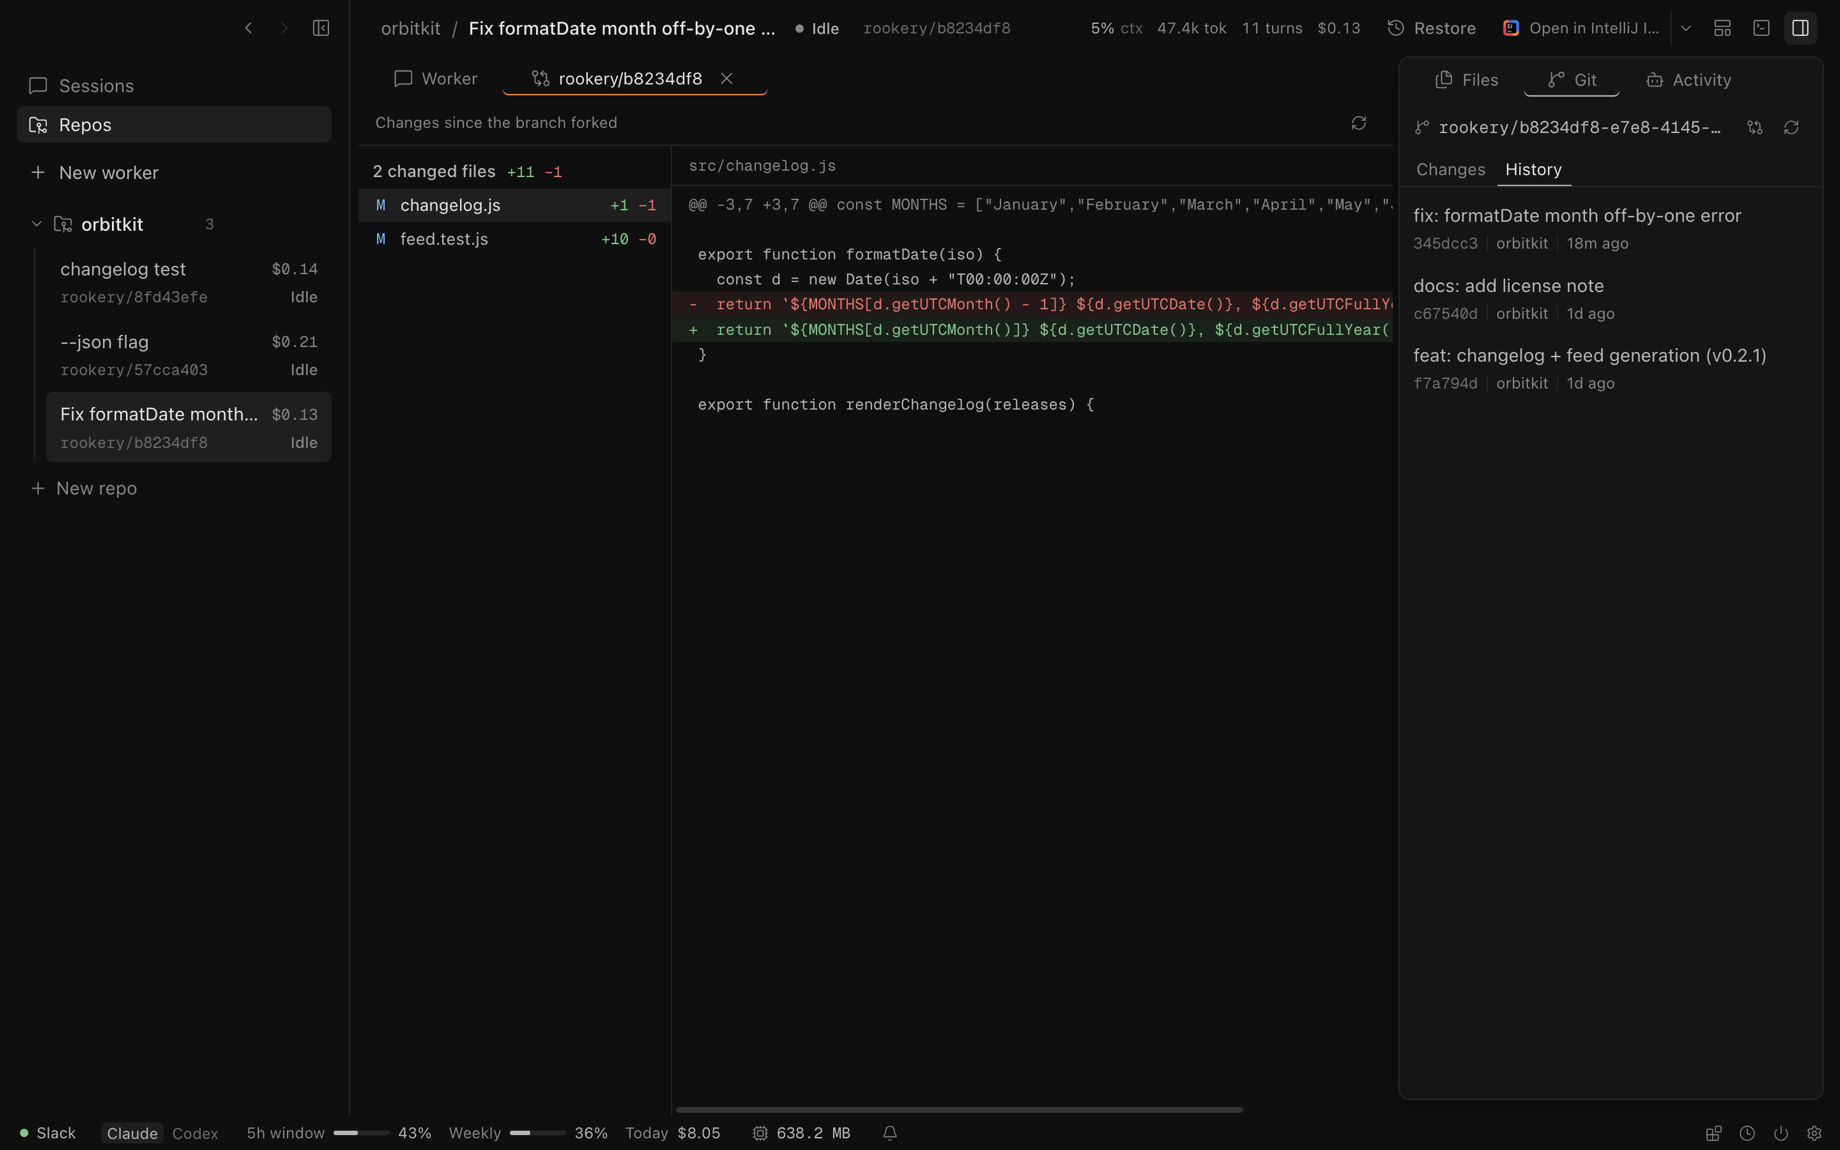 orbitkit / Fix formatDate month off-by-one ... Idle rookery/b8234df8 5% ctx 47.4k tok 11 turns $0.13 Restore Open in IntelliJ I...
Sessions
Repos
New worker
orbitkit 3
changelog test $0.14
rookery/8fd43efe Idle
--json flag $0.21
rookery/57cca403 Idle
Fix formatDate month... $0.13
rookery/b8234df8 Idle
New repo
Worker rookery/b8234df8
Changes since the branch forked
2 changed files +11 −1
M changelog.js +1 −1
M feed.test.js +10 −0
src/changelog.js
@@ -3,7 +3,7 @@ const MONTHS = ["January","February","March","April","May","
export function formatDate(iso) {
const d = new Date(iso + "T00:00:00Z");
- return `${MONTHS[d.getUTCMonth() - 1]} ${d.getUTCDate()}, ${d.getUTCFullYe
+ return `${MONTHS[d.getUTCMonth()]} ${d.getUTCDate()}, ${d.getUTCFullYear(
}
export function renderChangelog(releases) {
Files Git Activity
rookery/b8234df8-e7e8-4145-...
Changes History
fix: formatDate month off-by-one error
345dcc3 orbitkit 18m ago
docs: add license note
c67540d orbitkit 1d ago
feat: changelog + feed generation (v0.2.1)
f7a794d orbitkit 1d ago
Slack Claude Codex 5h window 43% Weekly 36% Today $8.05 638.2 MB